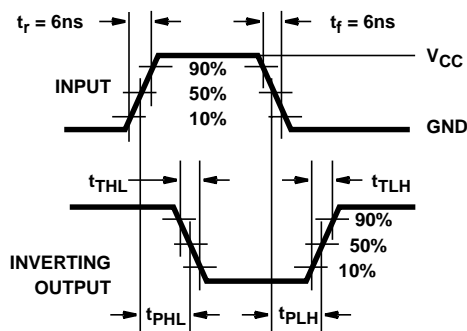 tr = 6ns tf = 6ns
VCC
90%
INPUT 50%
10%
GND
tTHL tTLH
90%
50%
INVERTING OUTPUT 10%
tPHL tPLH